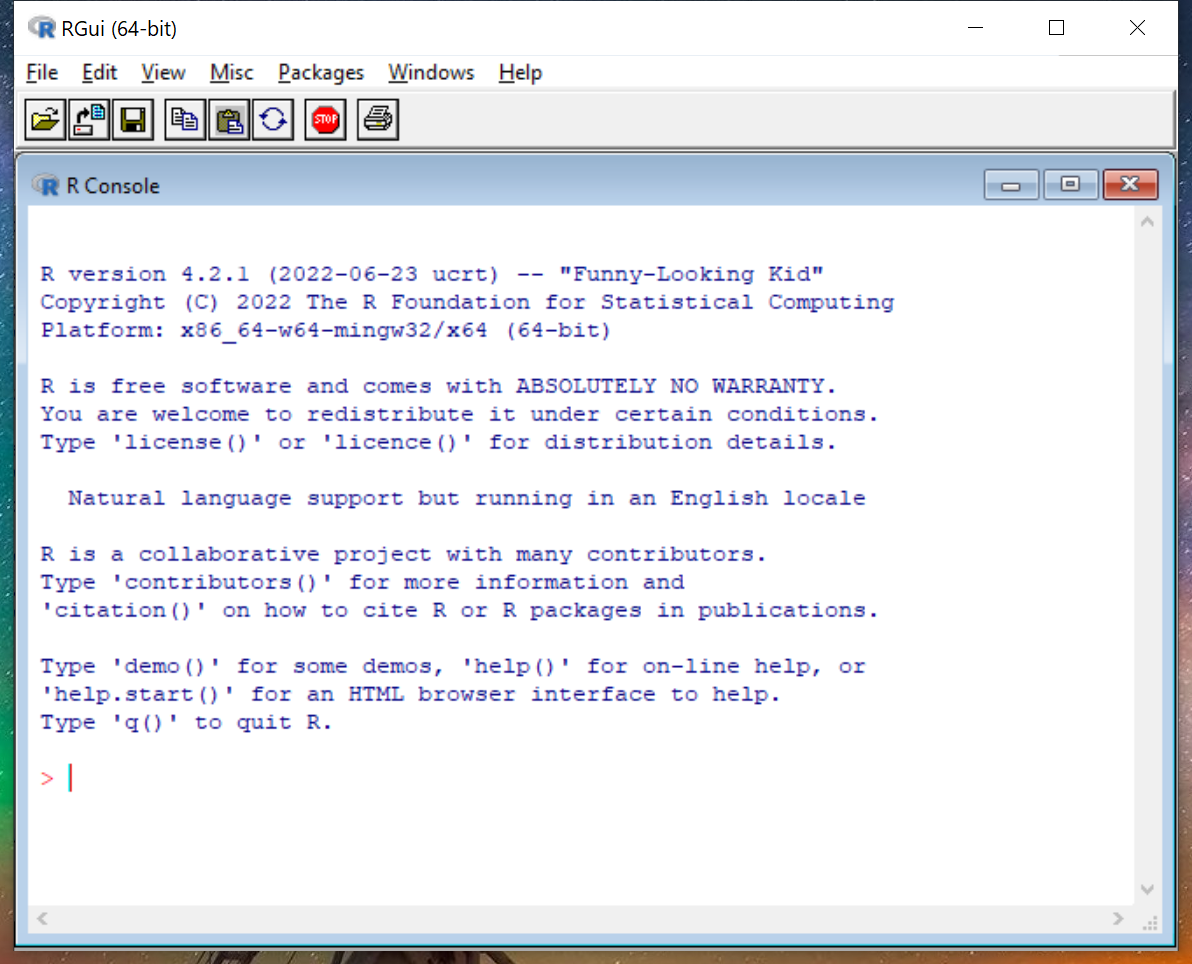 RGui (64-bit)
File Edit View Misc Packages Windows Help
STOP
R Console
R version 4.2.1 (2022-06-23 ucrt) -- "Funny-Looking Kid"
Copyright (C) 2022 The R Foundation for Statistical Computing
Platform: x86_64-w64-mingw32/x64 (64-bit)
R is free software and comes with ABSOLUTELY NO WARRANTY.
You are welcome to redistribute it under certain conditions.
Type 'license()' or 'licence()' for distribution details.
Natural language support but running in an English locale
R is a collaborative project with many contributors.
Type 'contributors()' for more information and
'citation()' on how to cite R or R packages in publications.
Type 'demo()' for some demos, 'help()' for on-line help, or
'help.start()' for an HTML browser interface to help.
Type 'q()' to quit R.
>